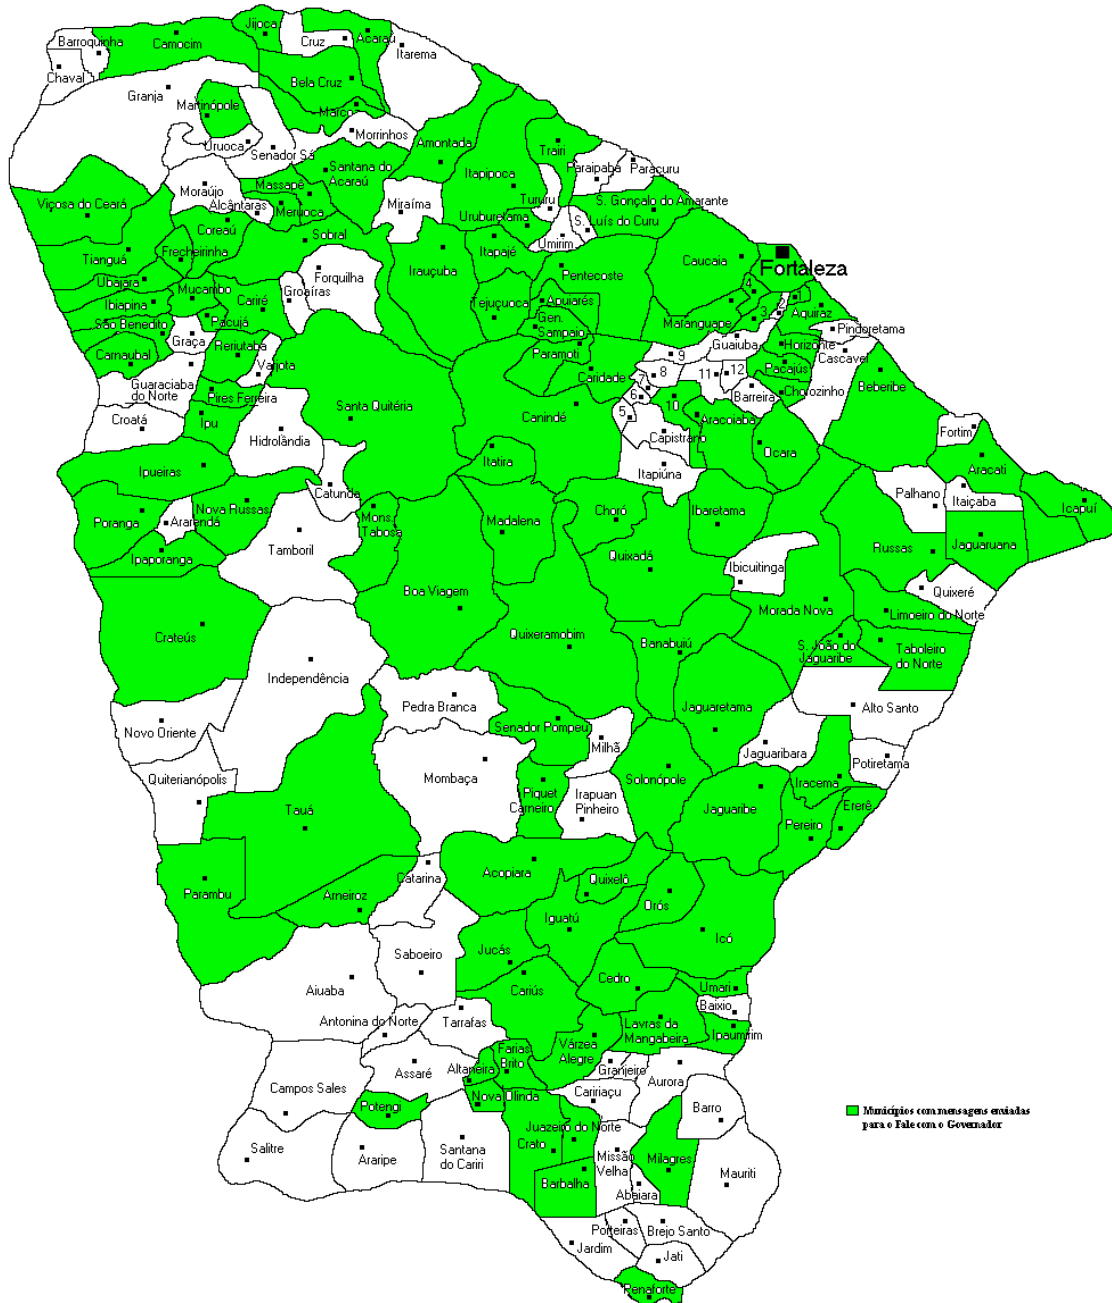 Jijoca
Barroquinha
Camocim
Cruz
Acaraú
Itarema
Chaval
Granja
Bela Cruz
Martinópole
Marco
Morrinhos
Uruoca
Senador Sá
Amontada
Trairi
Paraipaba
Paracuru
Santana do
Acaraú
Itapipoca
Moraújo
Massapê
Alcântaras
Meruoca
Miraíma
Tururu
S. Gonçalo do Amarante
Viçosa do Ceará
Coreaú
Uruburetama
S. Luís do Curu
Sobral
Umirim
Tianguá
Frecheirinha
Itapajé
Irauçuba
Caucaia
Fortaleza
Ubajara
Forquilha
Pentecoste
Mucambo
Groaíras
Ibiapina
Cariré
Tejuçuoca
Apuiarés
4
1
2
3
Aquiraz
São Benedito
Pacujá
Gen.
Sampaio
Maranguape
Pindoretama
Graça
Reriutaba
Guaiuba
Horizonte
Cascavel
Carnaubal
Varjota
Paramoti
9
Pacajús
Guaraciaba
do Norte
Caridade
8
7
11
12
Chorozinho
Beberibe
Pires Ferreira
6
10
Barreira
Croatá
Ipu
Santa Quitéria
Canindé
5
Aracoiaba
Hidrolândia
Capistrano
Ocara
Fortim
Ipueiras
Itatira
Itapiúna
Aracati
Catunda
Palhano
Itaiçaba
Poranga
Nova Russas
Mons.
Tabosa
Madalena
Choró
Ibaretama
Icapuí
Ararendá
Tamboril
Quixadá
Russas
Jaguaruana
Ipaporanga
Ibicuitinga
Boa Viagem
Quixeré
Crateús
Quixeramobim
Banabuiú
Morada Nova
Limoeiro do Norte
S. João do
Jaguaribe
Taboleiro
do Norte
Independência
Pedra Branca
Jaguaretama
Alto Santo
Novo Oriente
Senador Pompeu
Milhã
Jaguaribara
Potiretama
Quiterianópolis
Mombaça
Solonópole
Iracema
Tauá
Piquet
Carneiro
Irapuan
Pinheiro
Jaguaribe
Ererê
Pereiro
Parambu
Arneiroz
Catarina
Acopiara
Quixelô
Orós
Iguatú
Icó
Saboeiro
Jucás
Aiuaba
Cariús
Cedro
Umari
Baixio
Antonina do Norte
Tarrafas
Lavras da
Mangabeira
Ipaumirim
Várzea
Alegre
Farias
Brito
Assaré
Altaneira
Granjeiro
Aurora
Campos Sales
Nova Olinda
Caririaçu
Potengi
Barro
Juazeiro do Norte
Crato
Salitre
Araripe
Santana
do Cariri
Missão
Velha
Milagres
Mauriti
Barbalha
Abaiara
Porteiras
Brejo Santo
Jardim
Jati
Penaforte
Municípios com mensagens enviadas
para o Fale com o Governador